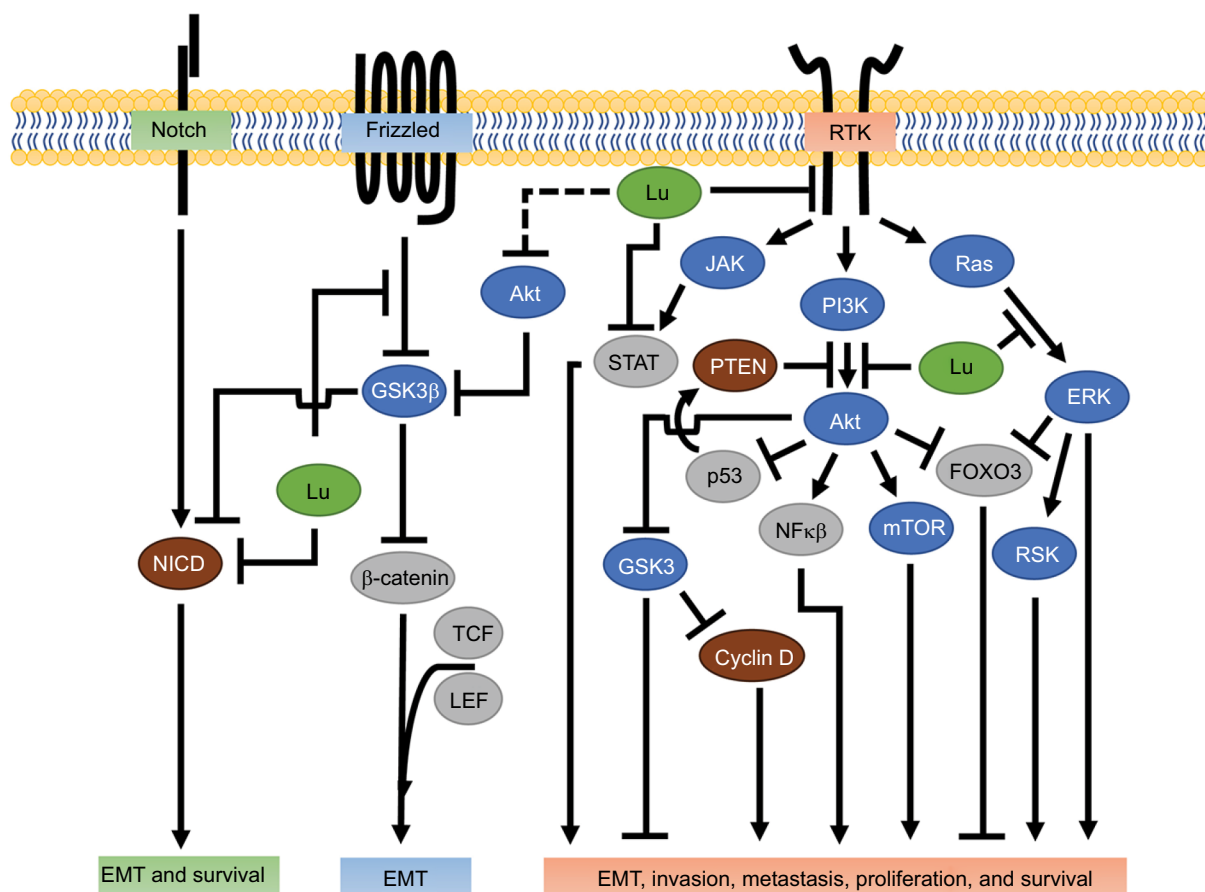 Notch
Frizzled
RTK
Lu
JAK
Ras
Akt
PI3K
STAT
PTEN
Lu
GSK3β
ERK
Akt
p53
FOXO3
Lu
NFκβ
mTOR
NICD
β-catenin
GSK3
RSK
TCF
Cyclin D
LEF
EMT and survival
EMT
EMT, invasion, metastasis, proliferation, and survival